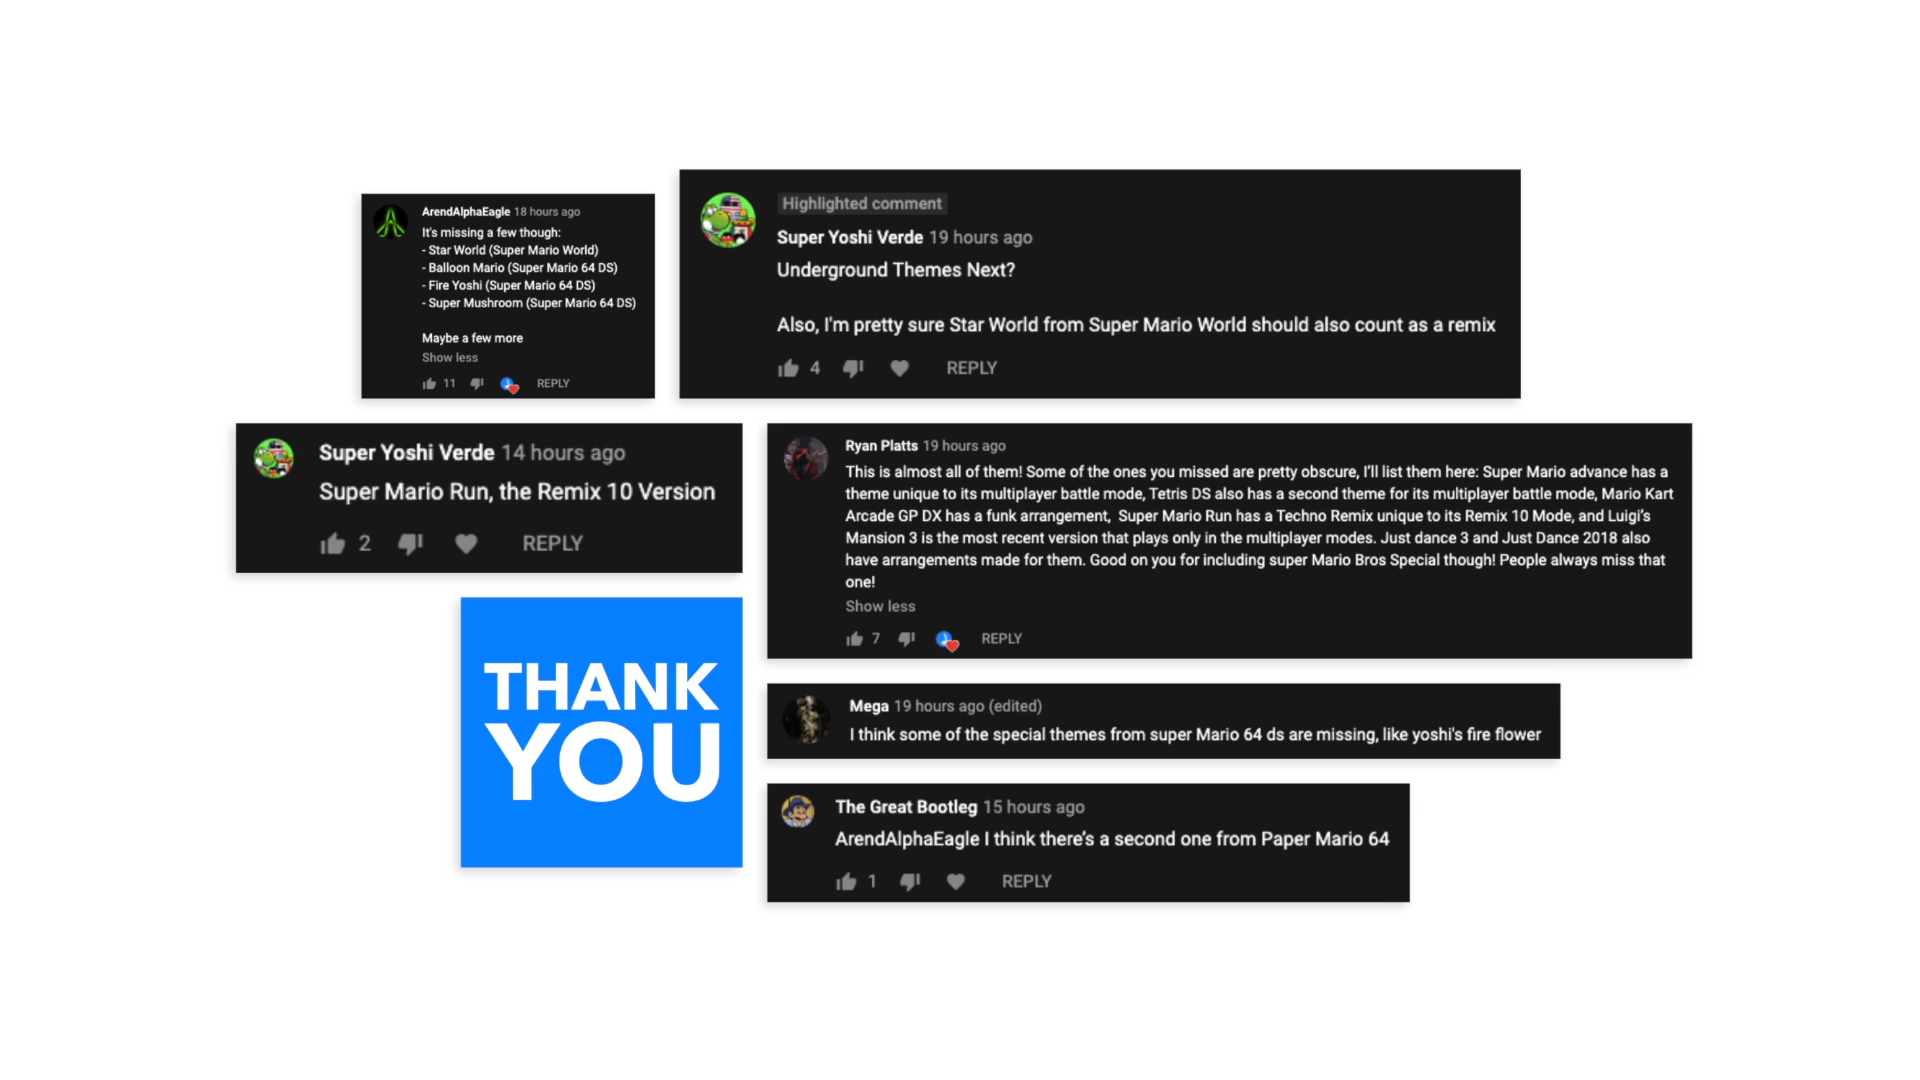 ArendAlphaEagle 18 hours ago
It's missing a few though:
- Star World (Super Mario World)
- Balloon Mario (Super Mario 64 DS)
- Fire Yoshi (Super Mario 64 DS)
- Super Mushroom (Super Mario 64 DS)
Maybe a few more
Show less
11 REPLY
Highlighted comment
Super Yoshi Verde 19 hours ago
Underground Themes Next?
Also, I'm pretty sure Star World from Super Mario World should also count as a remix
4 REPLY
Super Yoshi Verde 14 hours ago
Super Mario Run, the Remix 10 Version
2 REPLY
Ryan Platts 19 hours ago
This is almost all of them! Some of the ones you missed are pretty obscure, I'll list them here: Super Mario advance has a
theme unique to its multiplayer battle mode, Tetris DS also has a second theme for its multiplayer battle mode, Mario Kart
Arcade GP DX has a funk arrangement,  Super Mario Run has a Techno Remix unique to its Remix 10 Mode, and Luigi's
Mansion 3 is the most recent version that plays only in the multiplayer modes. Just dance 3 and Just Dance 2018 also
have arrangements made for them. Good on you for including super Mario Bros Special though! People always miss that
one!
Show less
7 REPLY
THANK
YOU
Mega 19 hours ago (edited)
I think some of the special themes from super Mario 64 ds are missing, like yoshi's fire flower
The Great Bootleg 15 hours ago
ArendAlphaEagle I think there's a second one from Paper Mario 64
1 REPLY